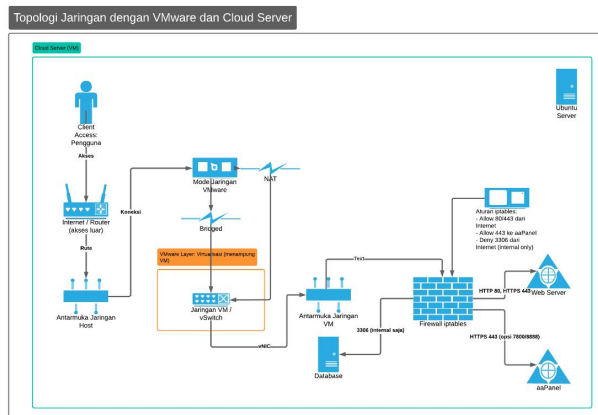 Topologi Jaringan dengan VMware dan Cloud Server
Cloud Server (VM)
Ubuntu
Server
Client
Access:
Pengguna
Akses
Internet / Router
(akses luar)
Rute
Antarmuka Jaringan
Host
Koneksi
Mode Jaringan
VMware
NAT
Bridged
VMware Layer: Virtualisasi (menampung
VM)
Jaringan VM /
vSwitch
vNIC
Antarmuka Jaringan
VM
Text
Aturan iptables:
- Allow 80/443 dari
Internet
- Allow 443 ke aaPanel
- Deny 3306 dari
Internet (internal only)
Firewall iptables
3306 (internal saja)
Database
HTTP 80, HTTPS 443
Web Server
HTTPS 443 (opsi 7800/8888)
aaPanel